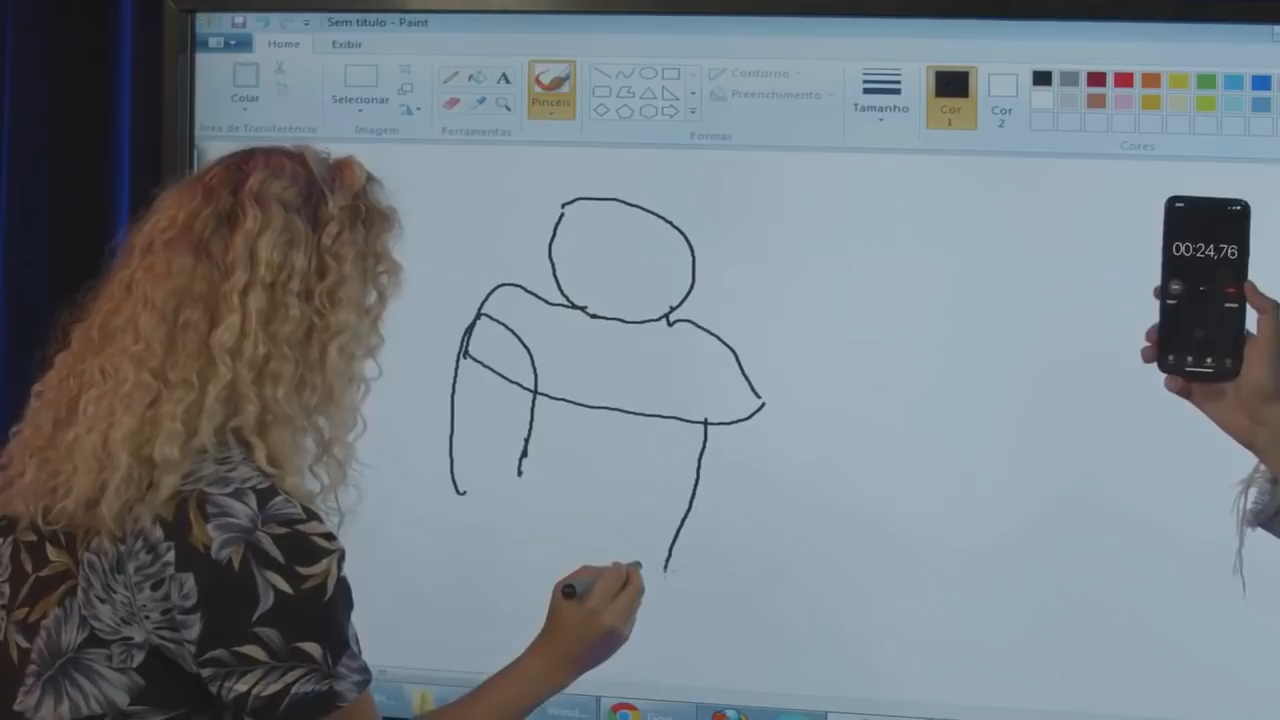 Sem título - Paint
Home Exibir
Colar
Selecionar
A
Pincéis
Contorno
Preenchimento
Tamanho
Cor 1
Cor 2
Área de Transferência
Imagem
Ferramentas
Formas
Cores
00:24,76